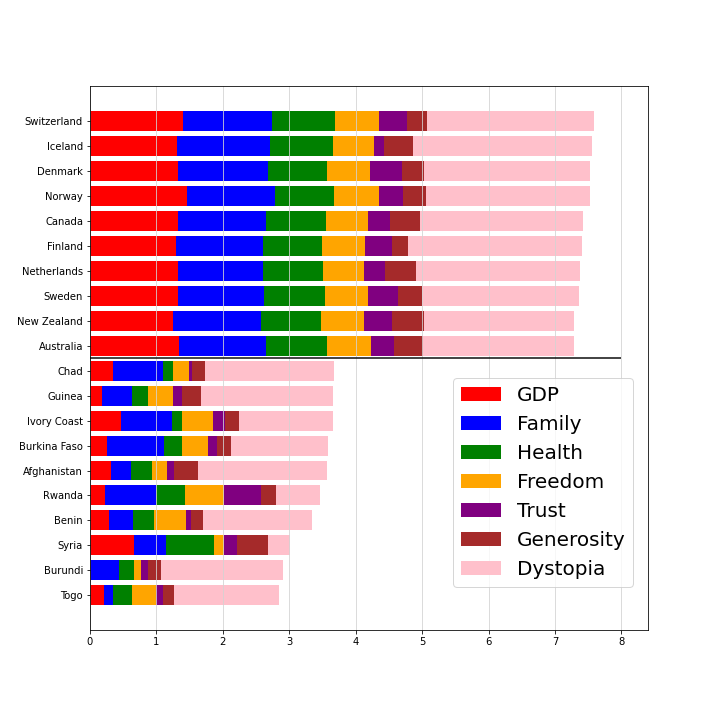 Switzerland
Iceland
Denmark
Norway
Canada
Finland
Netherlands
Sweden
New Zealand
Australia
Chad
Guinea
Ivory Coast
Burkina Faso
Afghanistan
Rwanda
Benin
Syria
Burundi
Togo
GDP
Family
Health
Freedom
Trust
Generosity
Dystopia
0 1 2 3 4 5 6 7 8